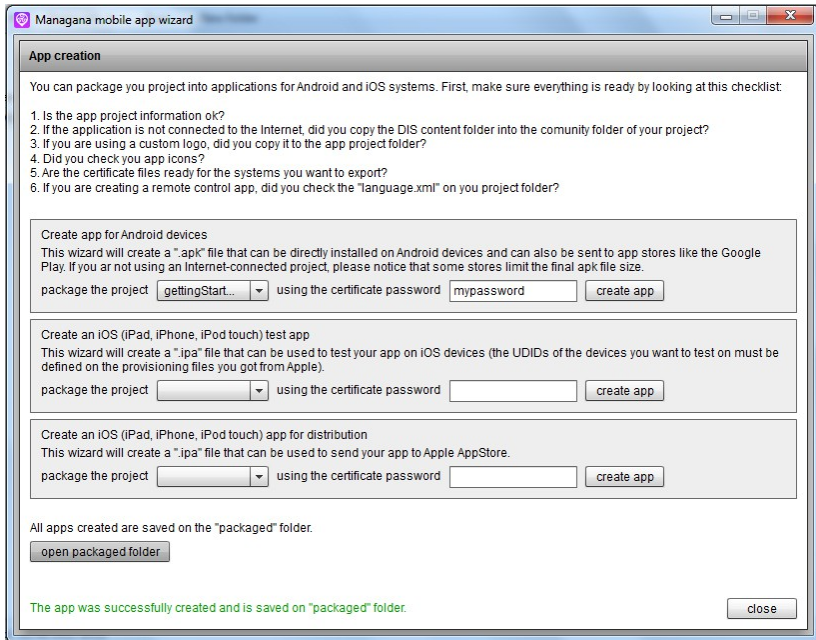 Managana mobile app wizard
App creation
You can package you project into applications for Android and iOS systems. First, make sure everything is ready by looking at this checklist:
1. Is the app project information ok?
2. If the application is not connected to the Internet, did you copy the DIS content folder into the comunity folder of your project?
3. If you are using a custom logo, did you copy it to the app project folder?
4. Did you check you app icons?
5. Are the certificate files ready for the systems you want to export?
6. If you are creating a remote control app, did you check the "language.xml" on you project folder?
Create app for Android devices
This wizard will create a ".apk" file that can be directly installed on Android devices and can also be sent to app stores like the Google
Play. If you ar not using an Internet-connected project, please notice that some stores limit the final apk file size.
package the project gettingStart... using the certificate password mypassword create app
Create an iOS (iPad, iPhone, iPod touch) test app
This wizard will create a ".ipa" file that can be used to test your app on iOS devices (the UDIDs of the devices you want to test on must be
defined on the provisioning files you got from Apple).
package the project using the certificate password create app
Create an iOS (iPad, iPhone, iPod touch) app for distribution
This wizard will create a ".ipa" file that can be used to send your app to Apple AppStore.
package the project using the certificate password create app
All apps created are saved on the "packaged" folder.
open packaged folder
The app was successfully created and is saved on "packaged" folder.
close